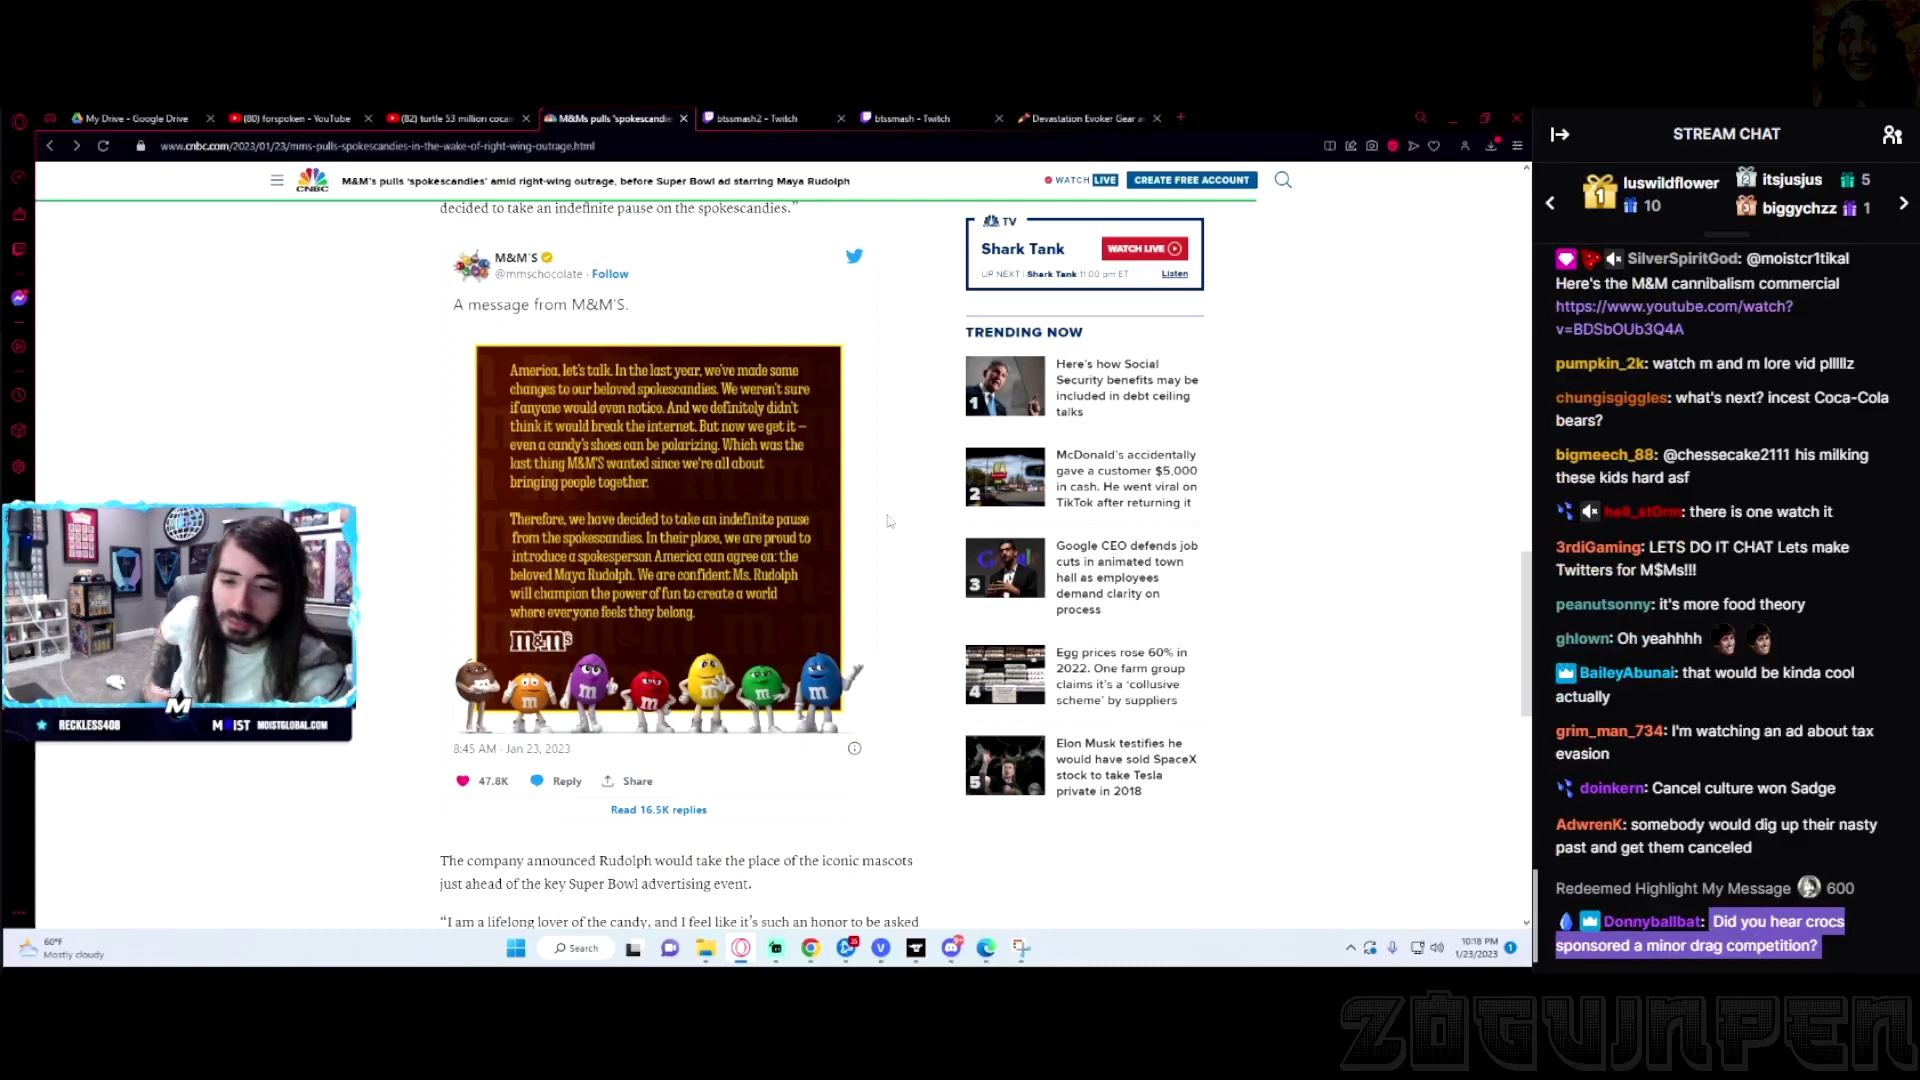 My Drive - Google Drive
(80) forspoken - YouTube
(82) turtle 53 million cocai
M&Ms pulls 'spokescandie
btssmash2 - Twitch
btssmash - Twitch
Devastation Evoker Gear a
www.cnbc.com/2023/01/23/mms-pulls-spokescandies-in-the-wake-of-right-wing-outrage.html
CNBC
M&M's pulls 'spokescandies' amid right-wing outrage, before Super Bowl ad starring Maya Rudolph
WATCH LIVE
CREATE FREE ACCOUNT
decided to take an indefinite pause on the spokescandies."
M&M'S
@mmschocolate · Follow
A message from M&M'S.
America, let's talk. In the last year, we've made some
changes to our beloved spokescandies. We weren't sure
if anyone would even notice. And we definitely didn't
think it would break the internet. But now we get it –
even a candy's shoes can be polarizing. Which was the
last thing M&M'S wanted since we're all about
bringing people together.
Therefore, we have decided to take an indefinite pause
from the spokescandies. In their place, we are proud to
introduce a spokesperson America can agree on: the
beloved Maya Rudolph. We are confident Ms. Rudolph
will champion the power of fun to create a world
where everyone feels they belong.
m&m's
8:45 AM · Jan 23, 2023
47.8K
Reply
Share
Read 16.5K replies
The company announced Rudolph would take the place of the iconic mascots
just ahead of the key Super Bowl advertising event.
"I am a lifelong lover of the candy, and I feel like it's such an honor to be asked
TV
Shark Tank
WATCH LIVE
UP NEXT | Shark Tank 11:00 pm ET
Listen
TRENDING NOW
1
Here's how Social
Security benefits may be
included in debt ceiling
talks
2
McDonald's accidentally
gave a customer $5,000
in cash. He went viral on
TikTok after returning it
3
Google CEO defends job
cuts in animated town
hall as employees
demand clarity on
process
4
Egg prices rose 60% in
2022. One farm group
claims it's a 'collusive
scheme' by suppliers
5
Elon Musk testifies he
would have sold SpaceX
stock to take Tesla
private in 2018
RECKLESS408
MOIST MOISTGLOBAL.COM
60°F
Mostly cloudy
Search
10:18 PM
1/23/2023
STREAM CHAT
1
luswildflower
10
2
itsjusjus
5
3
biggychzz
1
SilverSpiritGod: @moistcr1tikal
Here's the M&M cannibalism commercial
https://www.youtube.com/watch?
v=BDSbOUb3Q4A
pumpkin_2k: watch m and m lore vid plllllz
chungisgiggles: what's next? incest Coca-Cola
bears?
bigmeech_88: @chessecake2111 his milking
these kids hard asf
hell_st0rm: there is one watch it
3rdiGaming: LETS DO IT CHAT Lets make
Twitters for M$Ms!!!
peanutsonny: it's more food theory
ghlown: Oh yeahhhh
BaileyAbunai: that would be kinda cool
actually
grim_man_734: I'm watching an ad about tax
evasion
doinkern: Cancel culture won Sadge
AdwrenK: somebody would dig up their nasty
past and get them canceled
Redeemed Highlight My Message 600
Donnyballbat: Did you hear crocs
sponsored a minor drag competition?
ZOGUJNPEN